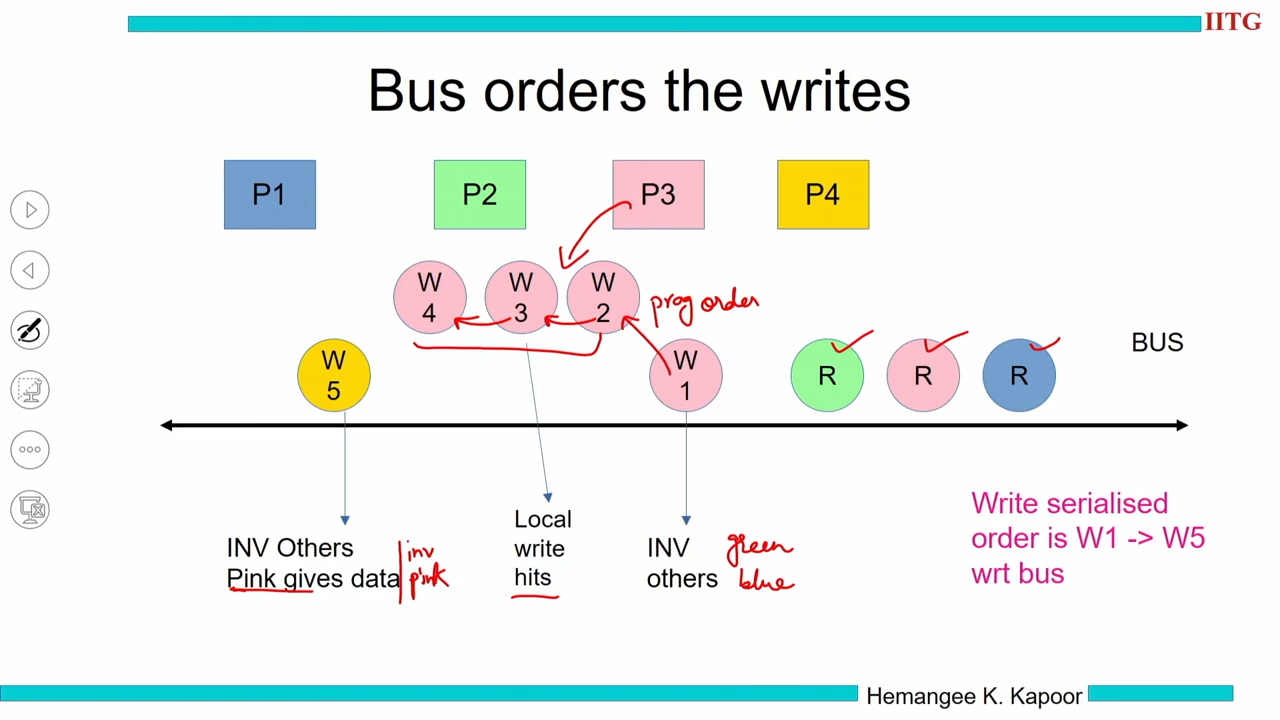 IITG
Bus orders the writes
P1
P2
P3
P4
W
4
W
3
W
2
prog order
W
5
W
1
R
R
R
BUS
INV Others
Pink gives data
inv
pink
Local
write
hits
INV
others
green
blue
Write serialised
order is W1 -> W5
wrt bus
Hemangee K. Kapoor